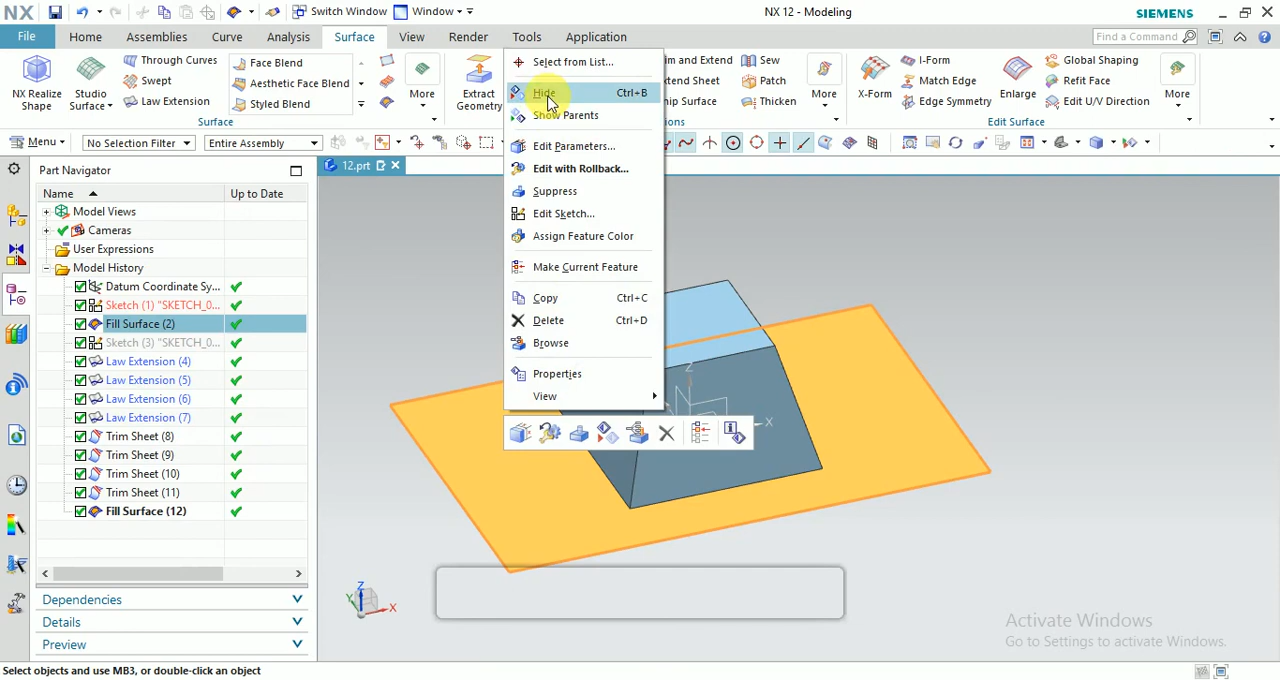 NX
Switch Window
Window
NX 12 - Modeling
SIEMENS
File
Home
Assemblies
Curve
Analysis
Surface
View
Render
Tools
Application
Find a Command
NX Realize
Shape
Studio
Surface
Through Curves
Swept
Law Extension
Face Blend
Aesthetic Face Blend
Styled Blend
More
Extract
Geometry
im and Extend
xtend Sheet
hip Surface
Sew
Patch
Thicken
More
X-Form
I-Form
Match Edge
Edge Symmetry
Enlarge
Global Shaping
Refit Face
Edit U/V Direction
More
Surface
ons
Edit Surface
Menu
No Selection Filter
Entire Assembly
Part Navigator
Name
Up to Date
Model Views
Cameras
User Expressions
Model History
Datum Coordinate Sy...
Sketch (1) "SKETCH_0...
Fill Surface (2)
Sketch (3) "SKETCH_0...
Law Extension (4)
Law Extension (5)
Law Extension (6)
Law Extension (7)
Trim Sheet (8)
Trim Sheet (9)
Trim Sheet (10)
Trim Sheet (11)
Fill Surface (12)
Dependencies
Details
Preview
12.prt
Select from List...
Hide Ctrl+B
Show Parents
Edit Parameters...
Edit with Rollback...
Suppress
Edit Sketch...
Assign Feature Color
Make Current Feature
Copy Ctrl+C
Delete Ctrl+D
Browse
Properties
View
Z
X
Z
Y
X
Activate Windows
Go to Settings to activate Windows.
Select objects and use MB3, or double-click an object